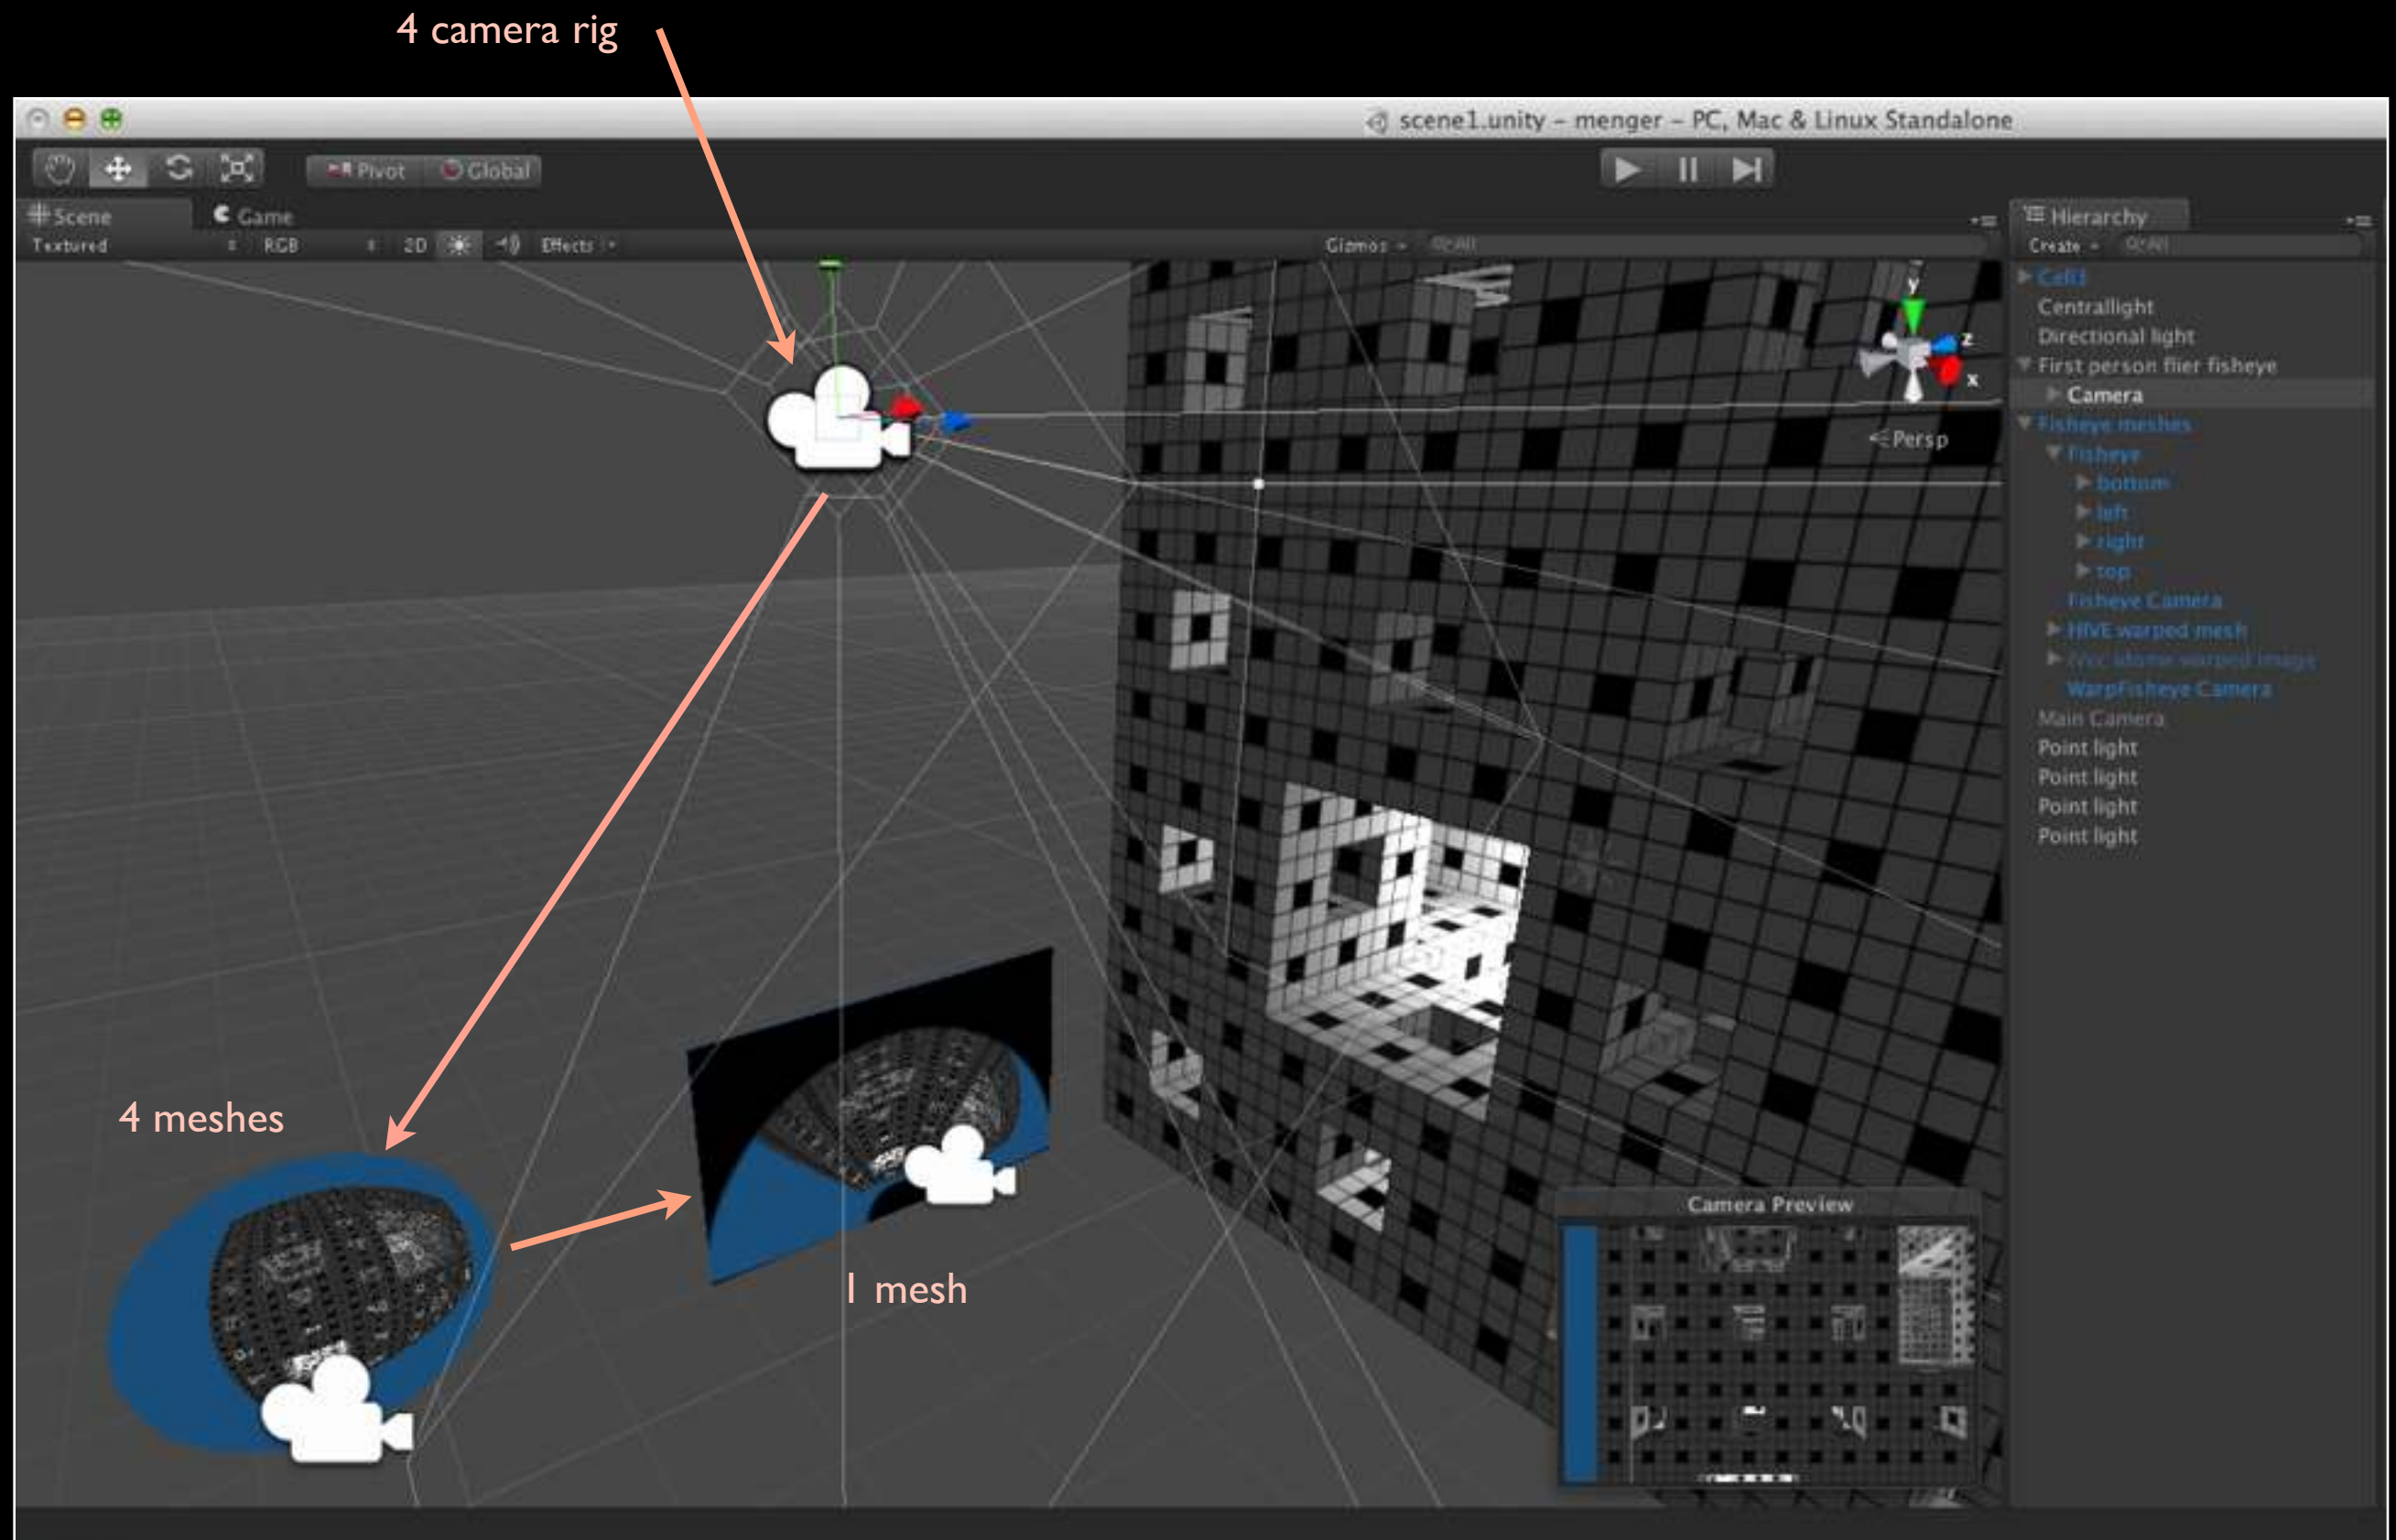 4 camera rig
scene1.unity – menger – PC, Mac & Linux Standalone
Pivot Global
Scene Game
Textured RGB 2D Effects Gizmos All
Hierarchy
Create All
Centrallight
Directional light
First person flier fisheye
Camera
Fisheye meshes
Fisheye
bottom
left
right
top
Fisheye Camera
HIVE warped mesh
WarpFisheye Camera
Main Camera
Point light
Point light
Point light
Point light
y
z
x
Persp
4 meshes
1 mesh
Camera Preview